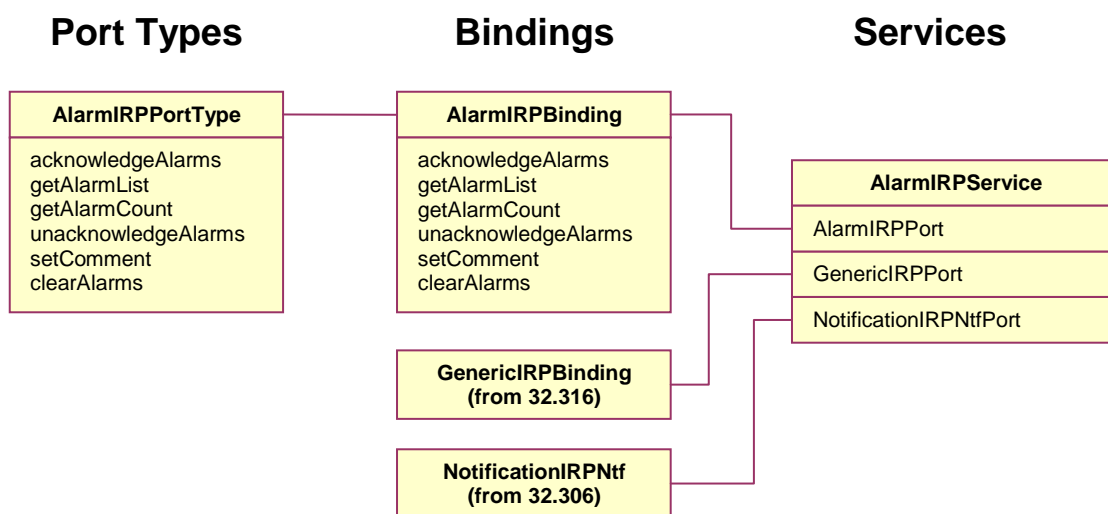 Port Types
Bindings
Services
AlarmIRPPortType
acknowledgeAlarms
getAlarmList
getAlarmCount
unacknowledgeAlarms
setComment
clearAlarms
AlarmIRPBinding
acknowledgeAlarms
getAlarmList
getAlarmCount
unacknowledgeAlarms
setComment
clearAlarms
GenericIRPBinding
(from 32.316)
NotificationIRPNtf
(from 32.306)
AlarmIRPService
AlarmIRPPort
GenericIRPPort
NotificationIRPNtfPort